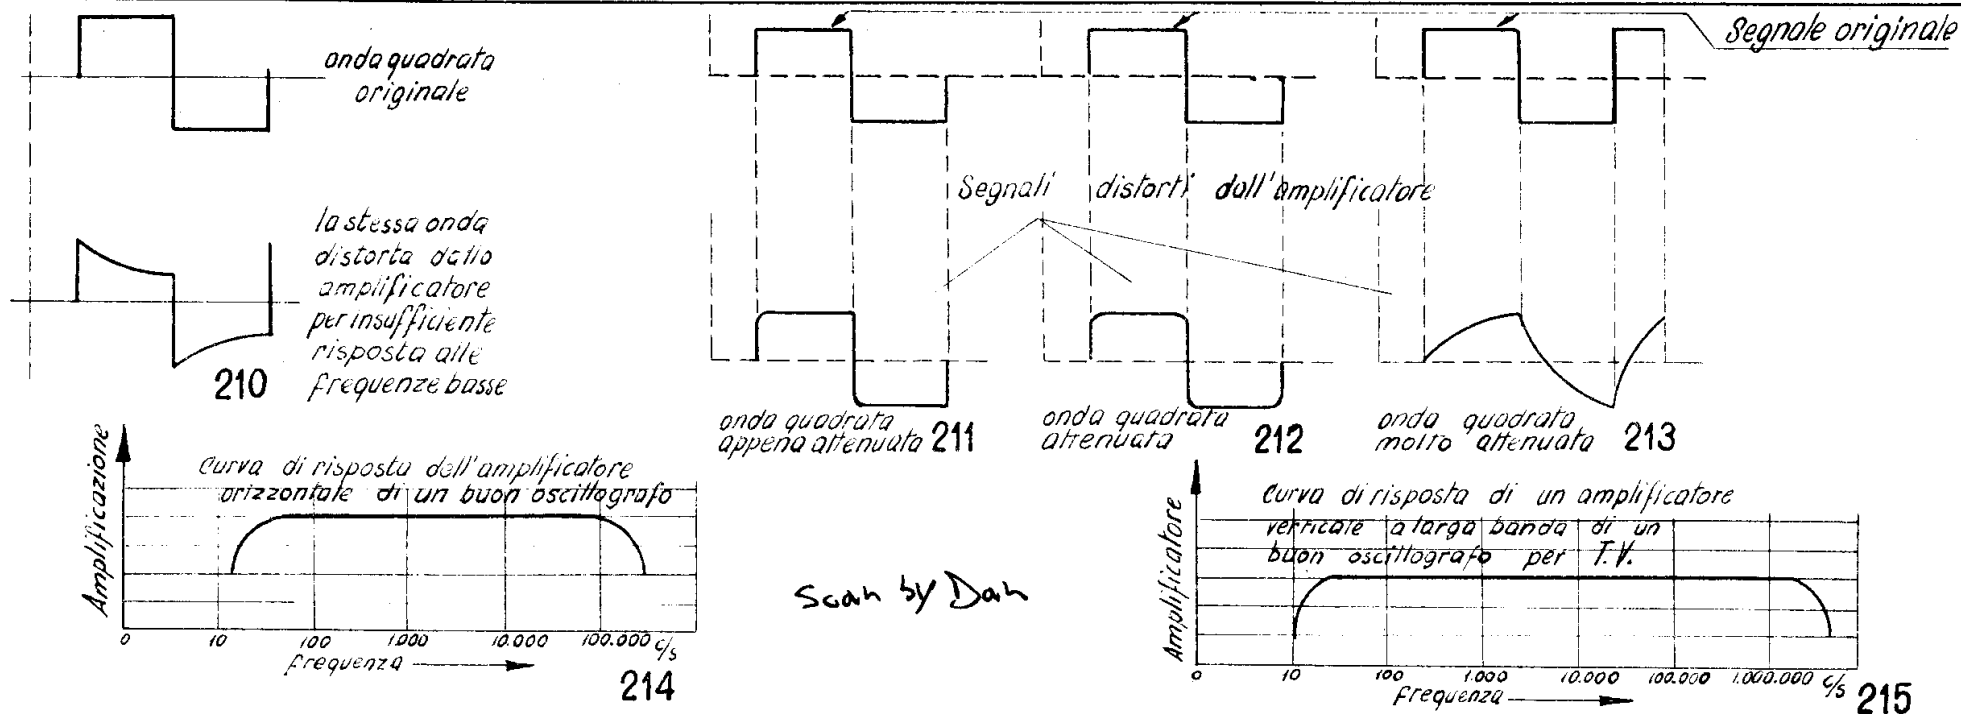 onda quadrata
originale
la stessa onda
distorta dallo
amplificatore
per insufficiente
risposta alle
frequenze basse
210
Segnale originale
Segnali distorti dall'amplificatore
onda quadrata
appena attenuata 211
onda quadrata
attenuata 212
onda quadrata
molto attenuata 213
Amplificazione
Curva di risposta dell'amplificatore
orizzontale di un buon oscillografo
0 10 100 1.000 10.000 100.000 c/s
frequenza
214
Scan by Dan
Amplificatore
Curva di risposta di un amplificatore
verticale a larga banda di un
buon oscillografo per T.V.
0 10 100 1.000 10.000 100.000 1.000.000 c/s
frequenza
215